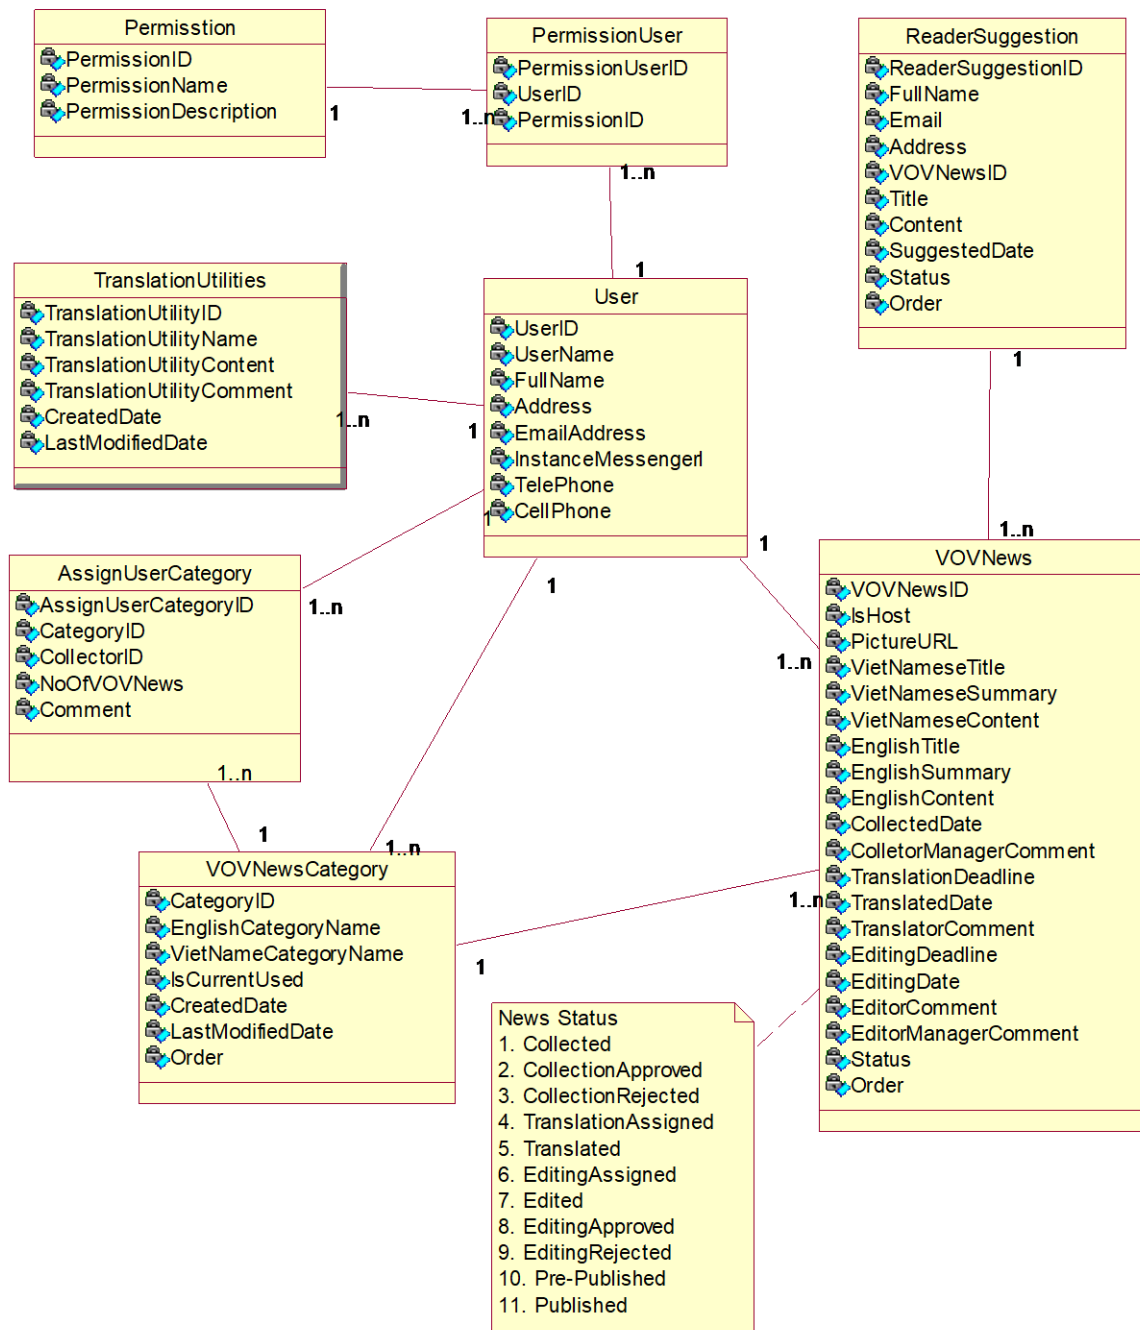 Permisstion
PermissionID
PermissionName
PermissionDescription
1
1..n
PermissionUser
PermissionUserID
UserID
PermissionID
1..n
1
ReaderSuggestion
ReaderSuggestionID
FullName
Email
Address
VOVNewsID
Title
Content
SuggestedDate
Status
Order
1
1..n
TranslationUtilities
TranslationUtilityID
TranslationUtilityName
TranslationUtilityContent
TranslationUtilityComment
CreatedDate
LastModifiedDate
1..n
1
User
UserID
UserName
FullName
Address
EmailAddress
InstanceMessengerI
TelePhone
CellPhone
1
1
1
1..n
AssignUserCategory
AssignUserCategoryID
CategoryID
CollectorID
NoOfVOVNews
Comment
1..n
1..n
1
1..n
VOVNewsCategory
CategoryID
EnglishCategoryName
VietNameCategoryName
IsCurrentUsed
CreatedDate
LastModifiedDate
Order
1
1..n
VOVNews
VOVNewsID
IsHost
PictureURL
VietNameseTitle
VietNameseSummary
VietNameseContent
EnglishTitle
EnglishSummary
EnglishContent
CollectedDate
ColletorManagerComment
TranslationDeadline
TranslatedDate
TranslatorComment
EditingDeadline
EditingDate
EditorComment
EditorManagerComment
Status
Order
News Status
1. Collected
2. CollectionApproved
3. CollectionRejected
4. TranslationAssigned
5. Translated
6. EditingAssigned
7. Edited
8. EditingApproved
9. EditingRejected
10. Pre-Published
11. Published